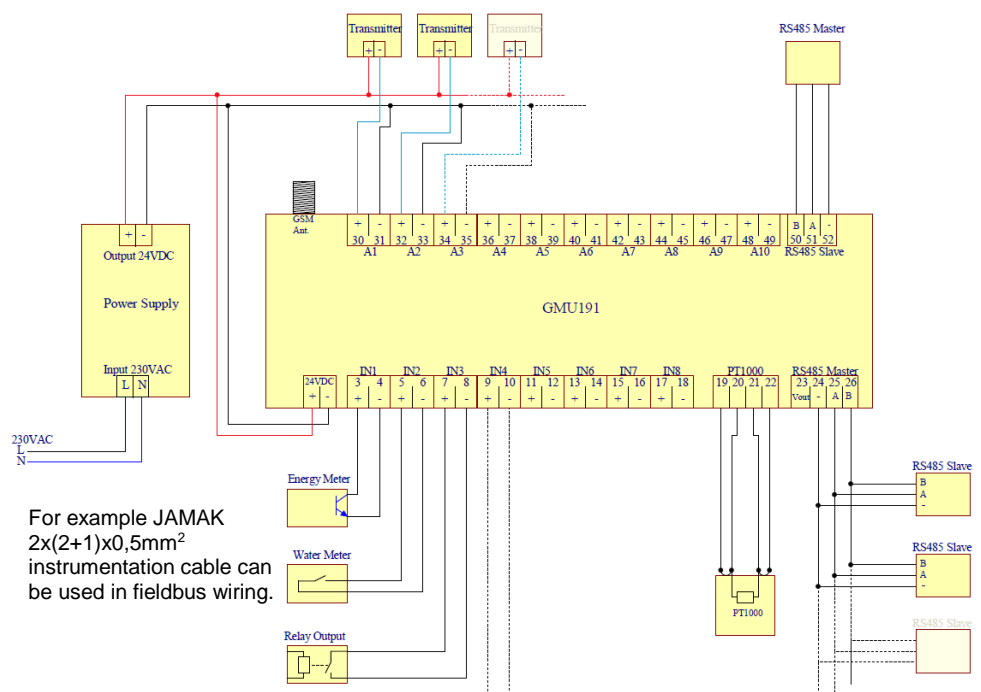 Transmitter Transmitter Transmitter
+ - + - + -
RS485 Master
GSM
Ant.
+ - + - + - + - + - + - + - + - + - + - B A -
30 31 32 33 34 35 36 37 38 39 40 41 42 43 44 45 46 47 48 49 50 51 52
A1 A2 A3 A4 A5 A6 A7 A8 A9 A10 RS485 Slave
+ -
Output 24VDC
Power Supply
Input 230VAC
L N
GMU191
IN1 IN2 IN3 IN4 IN5 IN6 IN7 IN8 PT1000 RS485 Master
24VDC 3 4 5 6 7 8 9 10 11 12 13 14 15 16 17 18 19 20 21 22 23 24 25 26
+ - + - + - + - + - + - + - + - + - Vout - A B
230VAC
L
N
Energy Meter
Water Meter
Relay Output
For example JAMAK
2x(2+1)x0,5mm²
instrumentation cable can
be used in fieldbus wiring.
PT1000
RS485 Slave
B
A
-
RS485 Slave
B
A
-
RS485 Slave